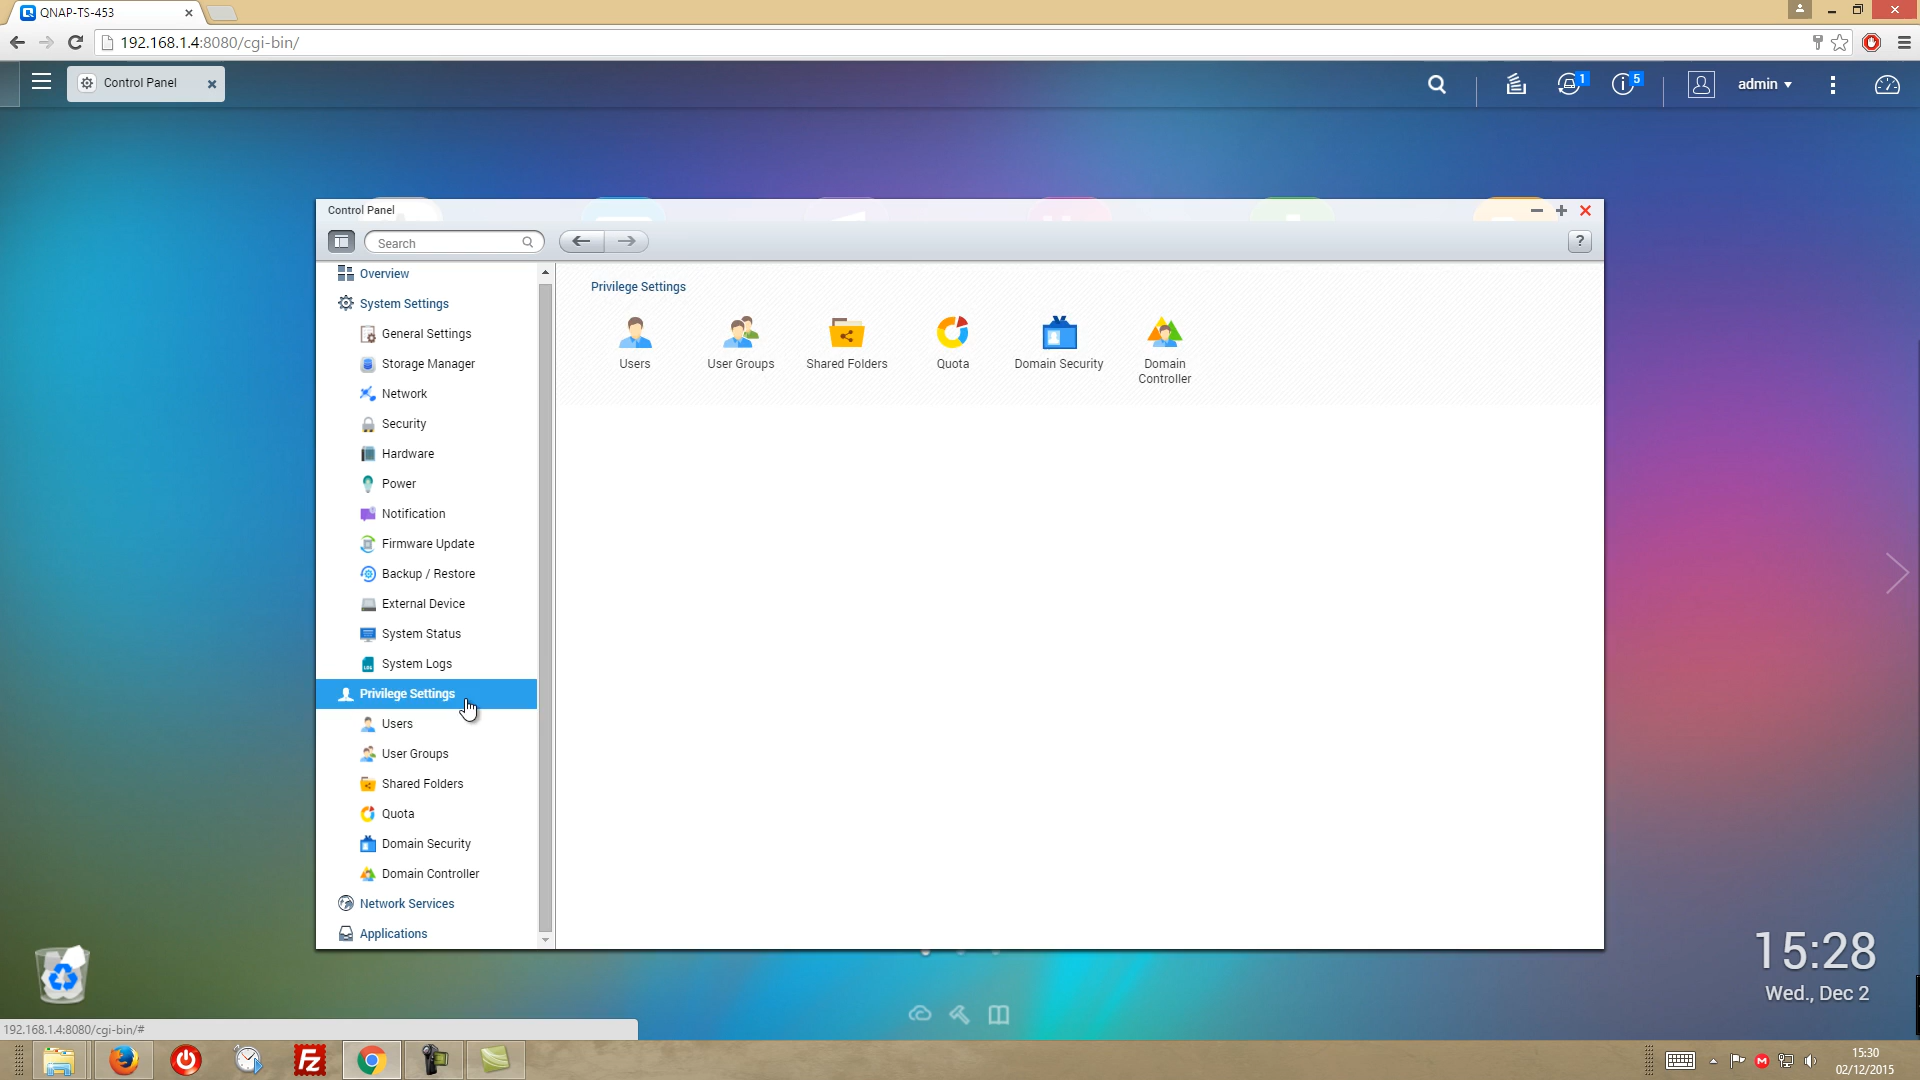 QNAP-TS-453
192.168.1.4:8080/cgi-bin/
Control Panel
1
5
admin
Control Panel
Search
?
Overview
System Settings
General Settings
Storage Manager
Network
Security
Hardware
Power
Notification
Firmware Update
Backup / Restore
External Device
System Status
System Logs
Privilege Settings
Users
User Groups
Shared Folders
Quota
Domain Security
Domain Controller
Network Services
Applications
Privilege Settings
Users
User Groups
Shared Folders
Quota
Domain Security
Domain
Controller
15:28
Wed., Dec 2
192.168.1.4:8080/cgi-bin/#
Fz
M
15:30
02/12/2015